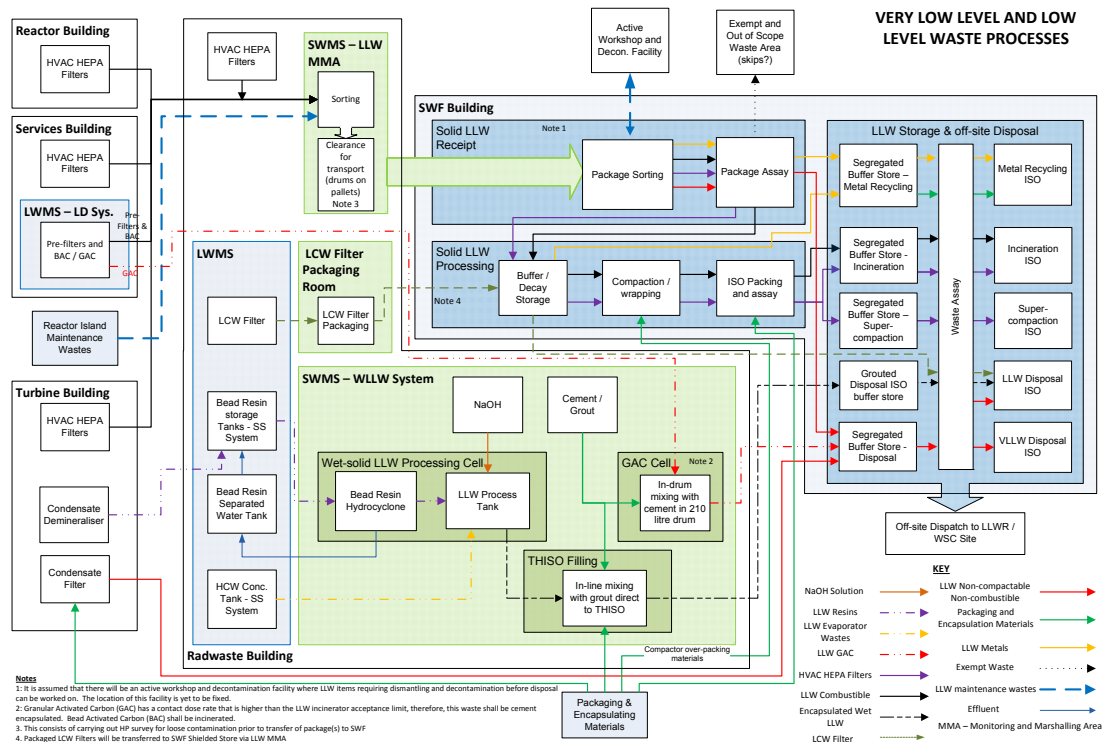 VERY LOW LEVEL AND LOW
LEVEL WASTE PROCESSES
Reactor Building
HVAC HEPA
Filters
Services Building
HVAC HEPA
Filters
LWMS – LD Sys.
Pre-filters and
BAC / GAC
Pre-
Filters &
BAC
GAC
Reactor Island
Maintenance
Wastes
Turbine Building
HVAC HEPA
Filters
Condensate
Demineraliser
Condensate
Filter
HVAC HEPA
Filters
SWMS – LLW
MMA
Sorting
Clearance
for
transport
(drums on
pallets)
Note 3
LWMS
LCW Filter
Bead Resin
storage
Tanks - SS
System
Bead Resin
Separated
Water Tank
HCW Conc.
Tank - SS
System
Radwaste Building
LCW Filter
Packaging
Room
LCW Filter
Packaging
SWMS – WLLW System
NaOH
Cement /
Grout
Wet-solid LLW Processing Cell
Bead Resin
Hydrocyclone
LLW Process
Tank
GAC Cell
Note 2
In-drum
mixing with
cement in 210
litre drum
THISO Filling
In-line mixing
with grout direct
to THISO
Compactor over-packing
materials
Packaging &
Encapsulating
Materials
Active
Workshop and
Decon. Facility
Exempt and
Out of Scope
Waste Area
(skips?)
SWF Building
Solid LLW
Receipt
Note 1
Package Sorting
Package Assay
Solid LLW
Processing
Note 4
Buffer /
Decay
Storage
Compaction
/ wrapping
ISO Packing
and assay
LLW Storage & off-site Disposal
Segregated
Buffer Store –
Metal Recycling
Segregated
Buffer Store -
Incineration
Segregated
Buffer Store –
Super-
compaction
Grouted
Disposal ISO
buffer store
Segregated
Buffer Store -
Disposal
Waste Assay
Metal Recycling
ISO
Incineration
ISO
Super-
compaction ISO
LLW Disposal
ISO
VLLW Disposal
ISO
Off-site Dispatch to LLWR /
WSC Site
KEY
NaOH Solution
LLW Resins
LLW Evaporator
Wastes
LLW GAC
HVAC HEPA Filters
LLW Combustible
Encapsulated Wet
LLW
LCW Filter
LLW Non-compactable
Non-combustible
Packaging and
Encapsulation Materials
LLW Metals
Exempt Waste
LLW maintenance wastes
Effluent
MMA – Monitoring and Marshalling Area
Notes
1: It is assumed that there will be an active workshop and decontamination facility where LLW items requiring dismantling and decontamination before disposal
can be worked on. The location of this facility is yet to be fixed.
2: Granular Activated Carbon (GAC) has a contact dose rate that is higher than the LLW incinerator acceptance limit, therefore, this waste shall be cement
encapsulated. Bead Activated Carbon (BAC) shall be incinerated.
3. This consists of carrying out HP survey for loose contamination prior to transfer of package(s) to SWF
4. Packaged LCW Filters will be transferred to SWF Shielded Store via LLW MMA